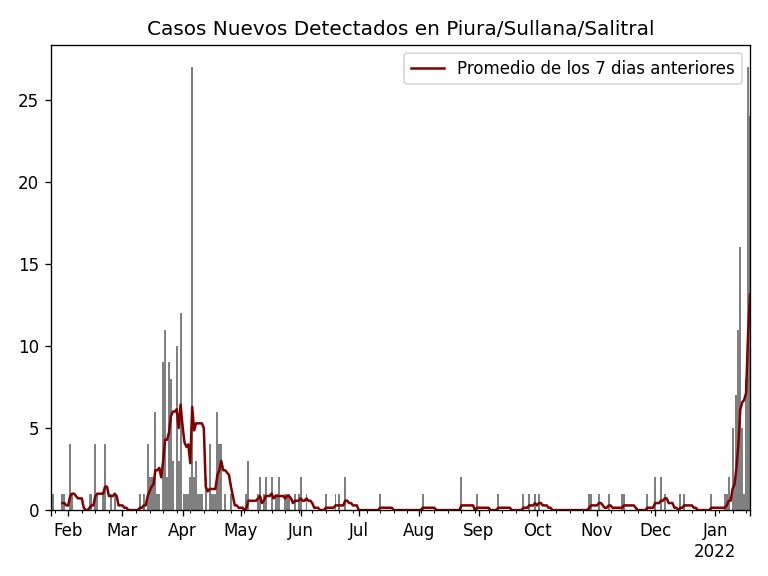 Casos Nuevos Detectados en Piura/Sullana/Salitral
Promedio de los 7 dias anteriores
25
20
15
10
5
0
Feb Mar Apr May Jun Jul Aug Sep Oct Nov Dec Jan
2022